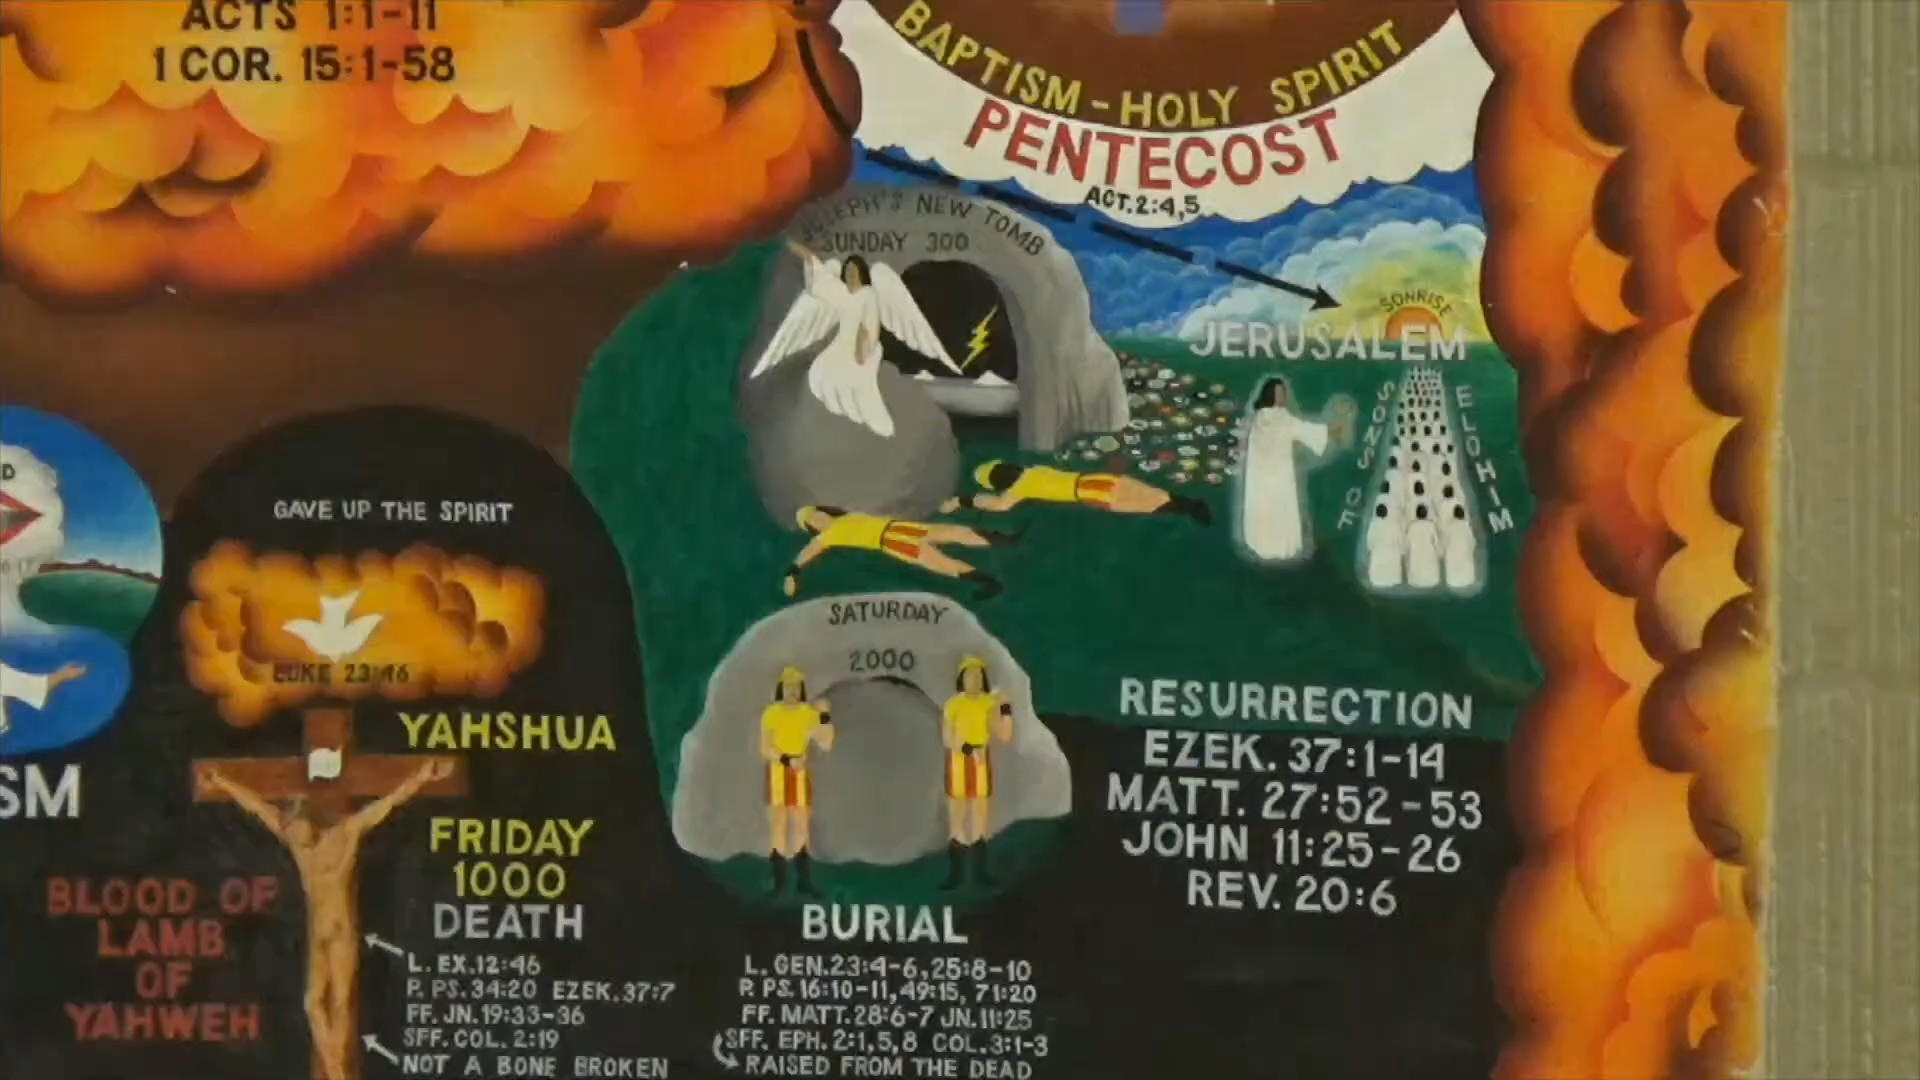 ACTS 1:1-11
1 COR. 15:1-58
BAPTISM - HOLY SPIRIT
PENTECOST
ACT. 2:4,5
JOSEPH'S NEW TOMB
SUNDAY 300
SONRISE
JERUSALEM
SONS OF
ELOHIM
GAVE UP THE SPIRIT
LUKE 23:46
YAHSHUA
FRIDAY
1000
DEATH
L. EX.12:46
P. PS.34:20 EZEK.37:7
FF. JN.19:33-36
SFF. COL. 2:19
NOT A BONE BROKEN
BLOOD OF
LAMB
OF
YAHWEH
SM
SATURDAY
2000
BURIAL
L. GEN.23:4-6,25:8-10
P. PS.16:10-11,49:15, 71:20
FF. MATT.28:6-7 JN.11:25
SFF. EPH. 2:1,5,8 COL.3:1-3
RAISED FROM THE DEAD
RESURRECTION
EZEK. 37:1-14
MATT. 27:52-53
JOHN 11:25-26
REV. 20:6